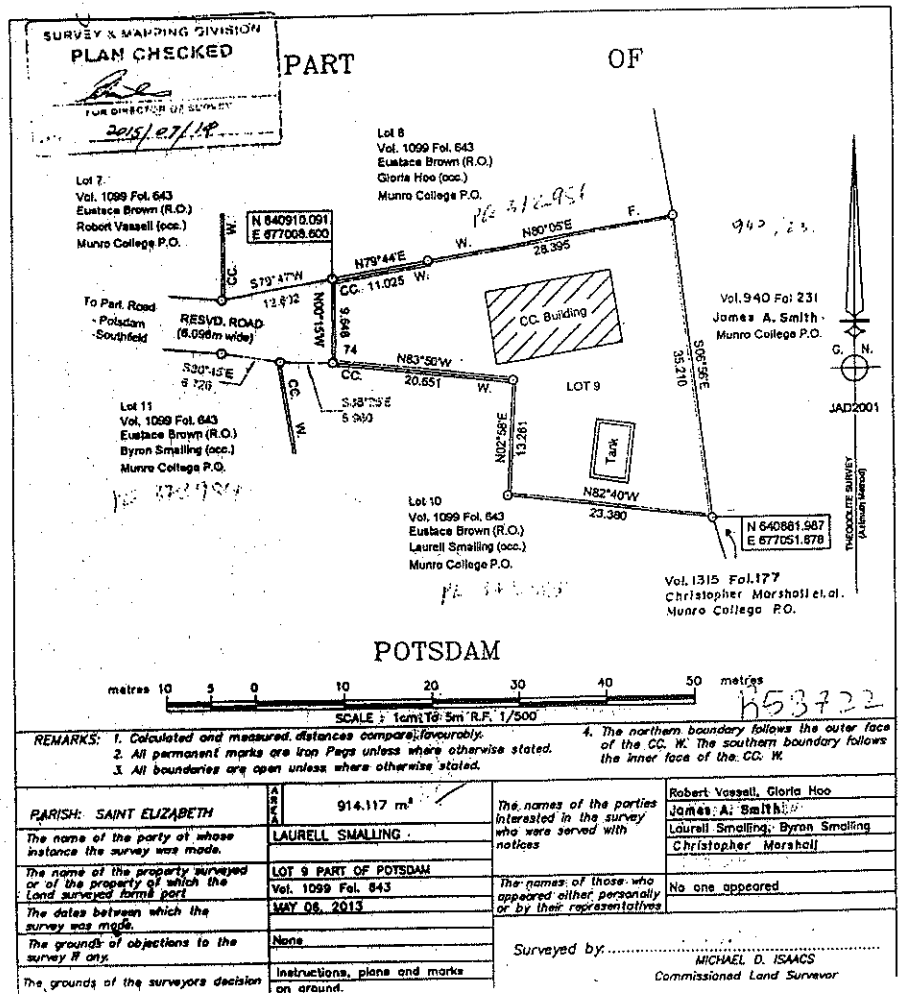 SURVEY & MAPPING DIVISION
PLAN CHECKED
FOR DIRECTOR OF SURVEY
2015/07/
PART OF
Lot 8
Vol. 1099 Fol. 643
Eustace Brown (R.O.)
Gloria Hoo (occ.)
Munro College P.O.
Lot 7
Vol. 1099 Fol. 643
Eustace Brown (R.O.)
Robert Vassell (occ.)
Munro College P.O.
N 640910.091
E 677008.600
W.
CC.
S79°47'W
N79°44'E
CC. 11.025 W.
W.
N80°05'E
28.395
F.
To Part. Road
- Potsdam
-Southfield
RESVD. ROAD
(6.096m wide)
N00°15'W
9.648
74
CC.
N83°50'W
20.551
W.
CC. Building
LOT 9
Vol. 940 Fol 231
James A. Smith
Munro College P.O.
S06°56'E
35.210
G. N.
JAD2001
THEODOLITE SURVEY
(Azimuth Method)
CC.
W.
Lot 11
Vol. 1099 Fol. 643
Eustace Brown (R.O.)
Byron Smalling (occ.)
Munro College P.O.
N02°58'E
13.261
Tank
N82°40'W
23.380
Lot 10
Vol. 1099 Fol. 643
Eustace Brown (R.O.)
Laurell Smalling (occ.)
Munro College P.O.
N 640881.987
E 677051.878
Vol. 1315 Fol. 177
Christopher Marshall et.al.
Munro College P.O.
POTSDAM
metres 10 5 0 10 20 30 40 50 metres
SCALE : 1cm To 5m R.F. 1/500
REMARKS: 1. Calculated and measured distances compare favourably.
2. All permanent marks are Iron Pegs unless where otherwise stated.
3. All boundaries are open unless where otherwise stated.
4. The northern boundary follows the outer face
of the CC. W. The southern boundary follows
the inner face of the CC. W.
PARISH: SAINT ELIZABETH
AREA
914.117 m²
The name of the party at whose
instance the survey was made.
LAURELL SMALLING
The name of the property surveyed
or of the property of which the
Land surveyed forms part
LOT 9 PART OF POTSDAM
Vol. 1099 Fol. 643
The dates between which the
survey was made.
MAY 06, 2013
The grounds of objections to the
survey if any.
None
The grounds of the surveyors decision
Instructions, plans and marks
on ground.
The names of the parties
interested in the survey
who were served with
notices
Robert Vassell, Gloria Hoo
James A. Smith
Laurell Smalling, Byron Smalling
Christopher Marshall
The names of those who
appeared either personally
or by their representatives
No one appeared
Surveyed by:
MICHAEL D. ISAACS
Commissioned Land Surveyor